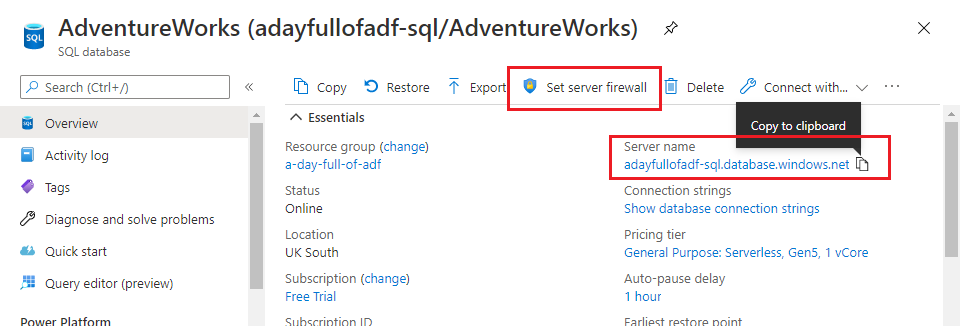 AdventureWorks (adayfullofadf-sql/AdventureWorks)
SQL
SQL database
Search (Ctrl+/)
«
Copy
Restore
Export
Set server firewall
Delete
Connect with...
...
Overview
Activity log
Tags
Diagnose and solve problems
Quick start
Query editor (preview)
Power Platform
Essentials
Copy to clipboard
Resource group (change)
a-day-full-of-adf
Status
Online
Location
UK South
Subscription (change)
Free Trial
Subscription ID
Server name
adayfullofadf-sql.database.windows.net
Connection strings
Show database connection strings
Pricing tier
General Purpose: Serverless, Gen5, 1 vCore
Auto-pause delay
1 hour
Earliest restore point